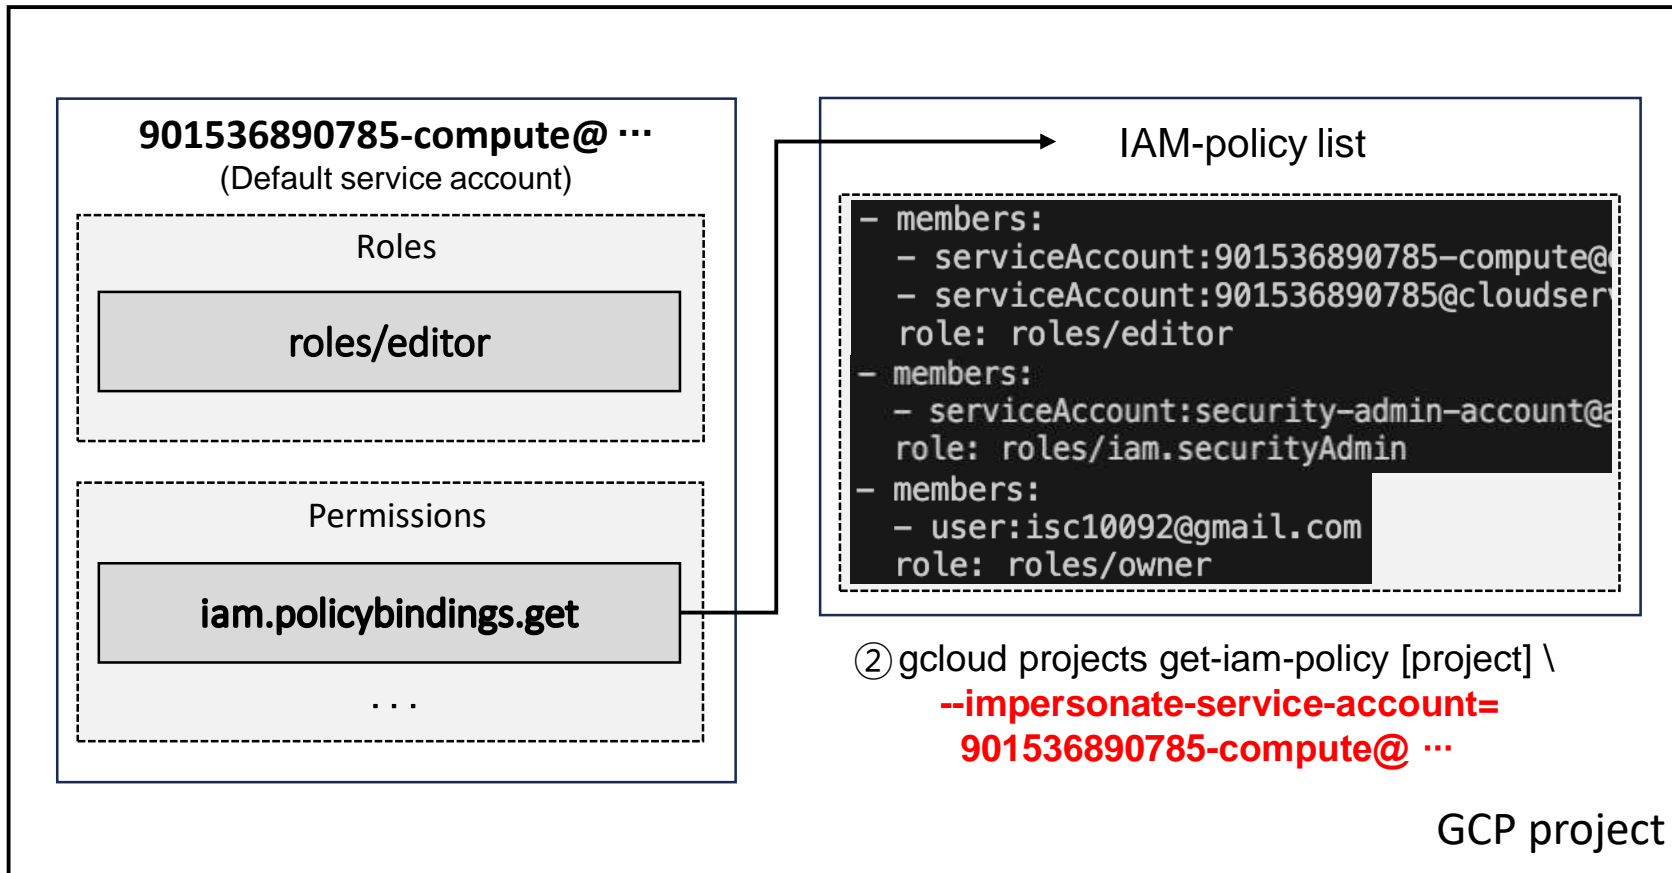 901536890785-compute@ ···
(Default service account)
Roles
roles/editor
Permissions
iam.policybindings.get
...
IAM-policy list
- members:
- serviceAccount:901536890785-compute@
- serviceAccount:901536890785@cloudser
role: roles/editor
- members:
- serviceAccount:security-admin-account@
role: roles/iam.securityAdmin
- members:
- user:isc10092@gmail.com
role: roles/owner
② gcloud projects get-iam-policy [project] \
--impersonate-service-account=
901536890785-compute@ ···
GCP project